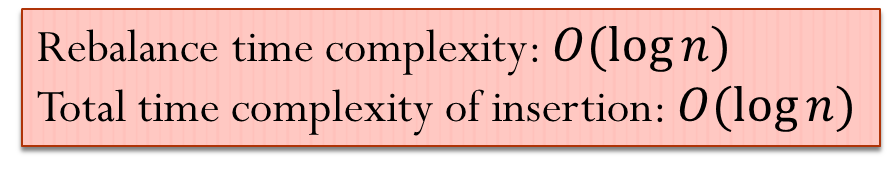 Rebalance time complexity: O(log n)
Total time complexity of insertion: O(log n)